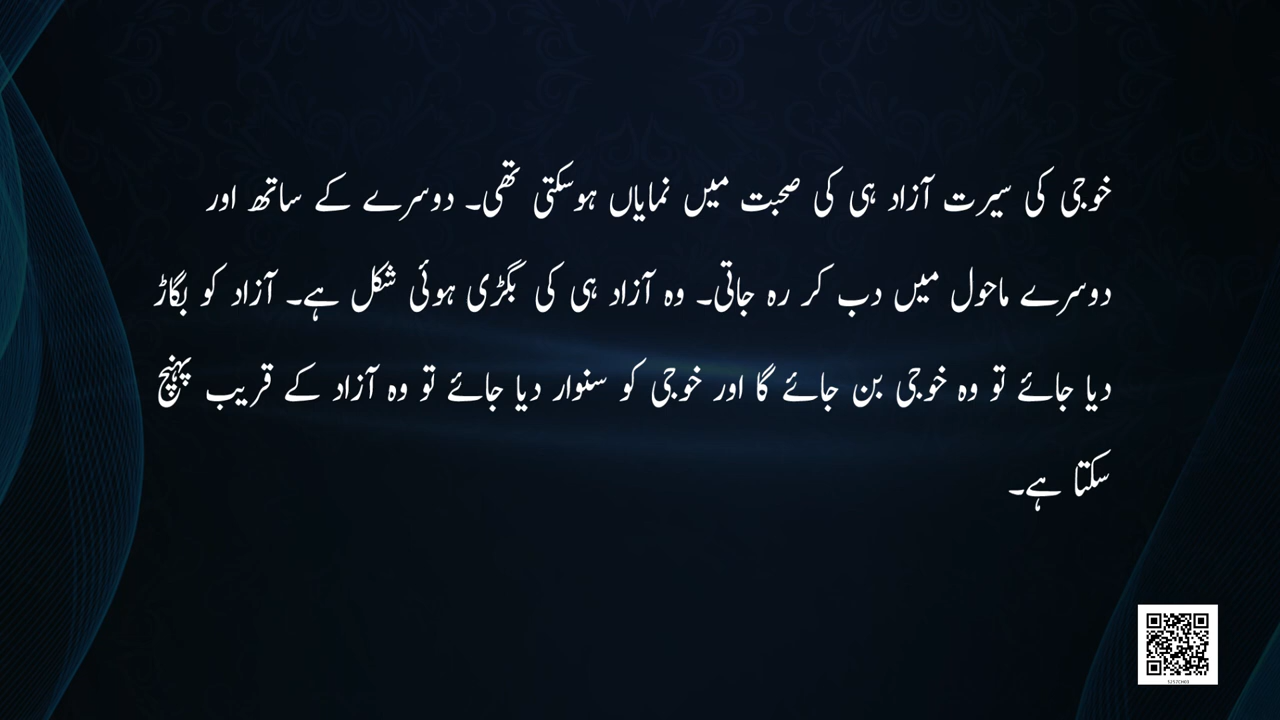 خوجی کی سیرت آزاد ہی کی صحبت میں نمایاں ہوسکتی تھی۔ دوسرے کے ساتھ اور
دوسرے ماحول میں دب کر رہ جاتی۔ وہ آزاد ہی کی بگڑی ہوئی شکل ہے۔ آزاد کو بگاڑ
دیا جائے تو وہ خوجی بن جائے گا اور خوجی کو سنوار دیا جائے تو وہ آزاد کے قریب پہنچ
سکتا ہے۔